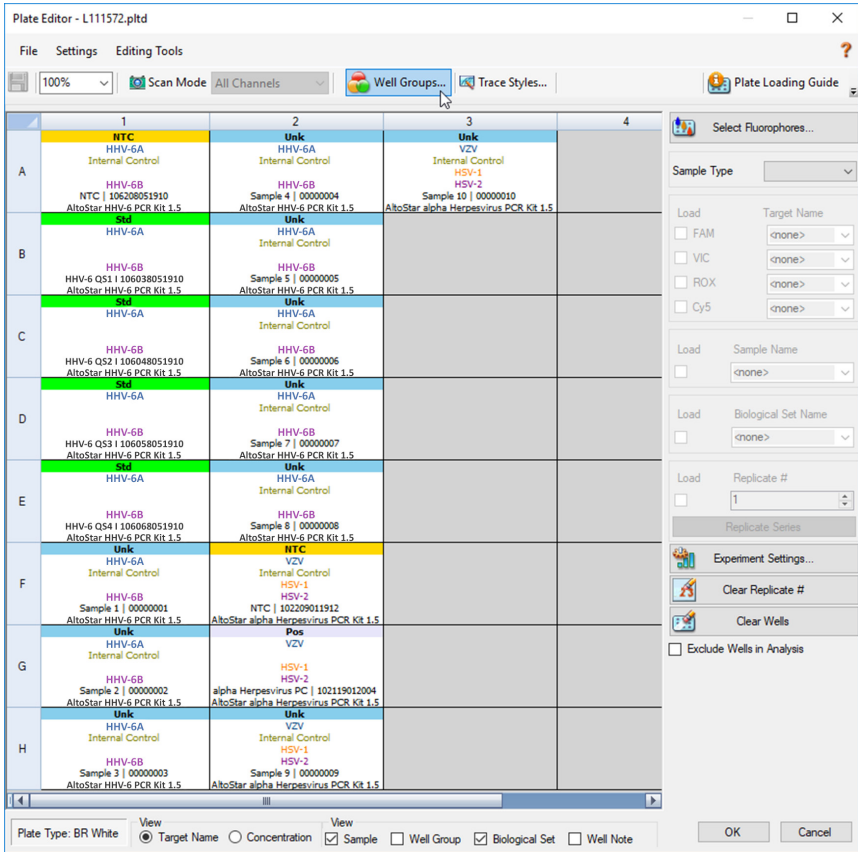 Plate Editor - L111572.pltd
File Settings Editing Tools ?
100% Scan Mode All Channels Well Groups... Trace Styles... Plate Loading Guide
1 2 3 4
A
NTC
HHV-6A
Internal Control
HHV-6B
NTC | 106208051910
AltoStar HHV-6 PCR Kit 1.5
Unk
HHV-6A
Internal Control
HHV-6B
Sample 4 | 00000004
AltoStar HHV-6 PCR Kit 1.5
Unk
VZV
Internal Control
HSV-1
HSV-2
Sample 10 | 00000010
AltoStar alpha Herpesvirus PCR Kit 1.5
B
Std
HHV-6A
HHV-6B
HHV-6 QS1 I 106038051910
AltoStar HHV-6 PCR Kit 1.5
Unk
HHV-6A
Internal Control
HHV-6B
Sample 5 | 00000005
AltoStar HHV-6 PCR Kit 1.5
C
Std
HHV-6A
HHV-6B
HHV-6 QS2 I 106048051910
AltoStar HHV-6 PCR Kit 1.5
Unk
HHV-6A
Internal Control
HHV-6B
Sample 6 | 00000006
AltoStar HHV-6 PCR Kit 1.5
D
Std
HHV-6A
HHV-6B
HHV-6 QS3 I 106058051910
AltoStar HHV-6 PCR Kit 1.5
Unk
HHV-6A
Internal Control
HHV-6B
Sample 7 | 00000007
AltoStar HHV-6 PCR Kit 1.5
E
Std
HHV-6A
HHV-6B
HHV-6 QS4 I 106068051910
AltoStar HHV-6 PCR Kit 1.5
Unk
HHV-6A
Internal Control
HHV-6B
Sample 8 | 00000008
AltoStar HHV-6 PCR Kit 1.5
F
Unk
HHV-6A
Internal Control
HHV-6B
Sample 1 | 00000001
AltoStar HHV-6 PCR Kit 1.5
NTC
VZV
Internal Control
HSV-1
HSV-2
NTC | 102209011912
AltoStar alpha Herpesvirus PCR Kit 1.5
G
Unk
HHV-6A
Internal Control
HHV-6B
Sample 2 | 00000002
AltoStar HHV-6 PCR Kit 1.5
Pos
VZV
HSV-1
HSV-2
alpha Herpesvirus PC | 102119012004
AltoStar alpha Herpesvirus PCR Kit 1.5
H
Unk
HHV-6A
Internal Control
HHV-6B
Sample 3 | 00000003
AltoStar HHV-6 PCR Kit 1.5
Unk
VZV
Internal Control
HSV-1
HSV-2
Sample 9 | 00000009
AltoStar alpha Herpesvirus PCR Kit 1.5
Select Fluorophores...
Sample Type
Load Target Name
FAM <none>
VIC <none>
ROX <none>
Cy5 <none>
Load Sample Name
<none>
Load Biological Set Name
<none>
Load Replicate #
1
Replicate Series
Experiment Settings...
Clear Replicate #
Clear Wells
Exclude Wells in Analysis
Plate Type: BR White
View
Target Name Concentration
View
Sample Well Group Biological Set Well Note
OK Cancel